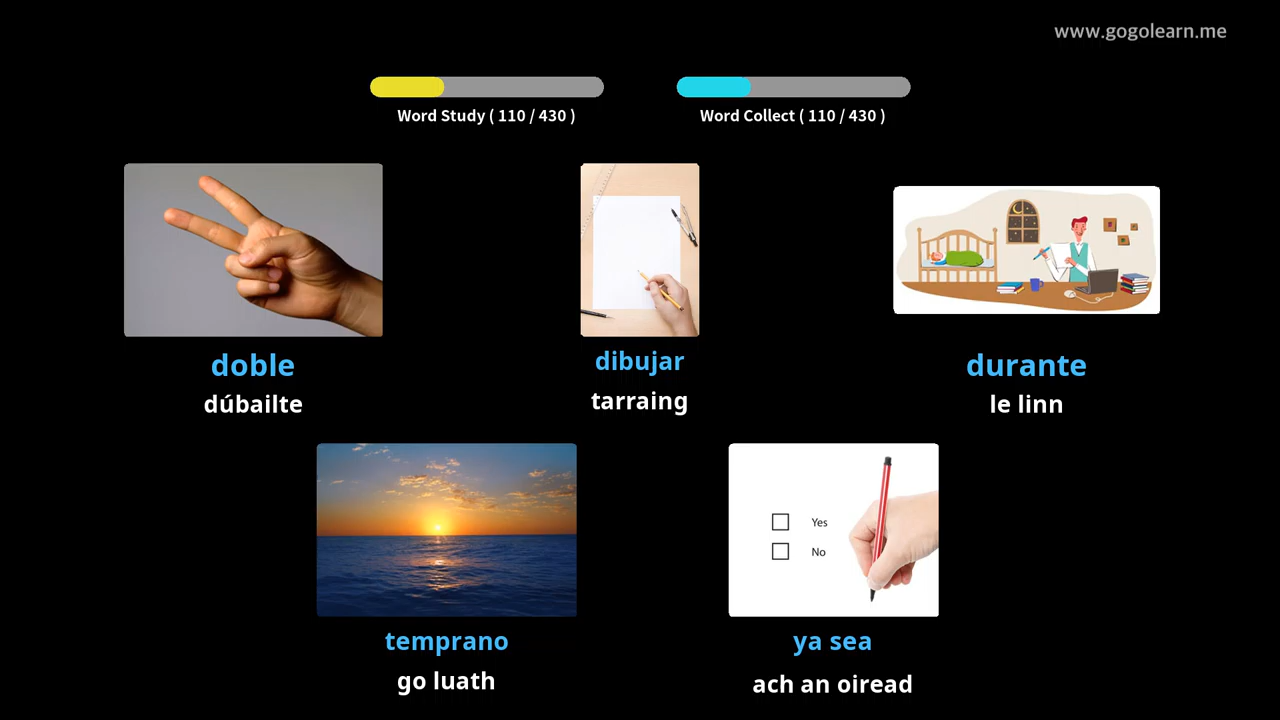 www.gogolearn.me
Word Study ( 110 / 430 )
Word Collect ( 110 / 430 )
doble
dúbailte
dibujar
tarraing
durante
le linn
temprano
go luath
Yes
No
ya sea
ach an oiread